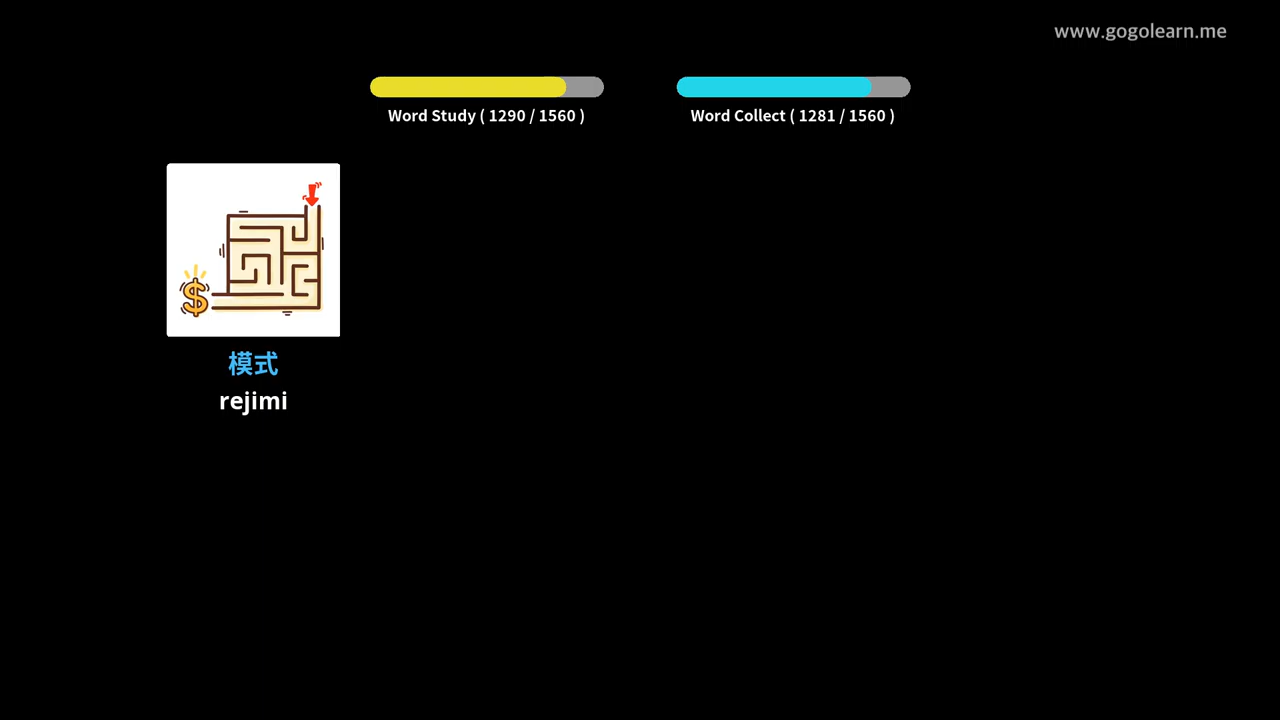 www.gogolearn.me
Word Study ( 1290 / 1560 )
Word Collect ( 1281 / 1560 )
$
模式
rejimi